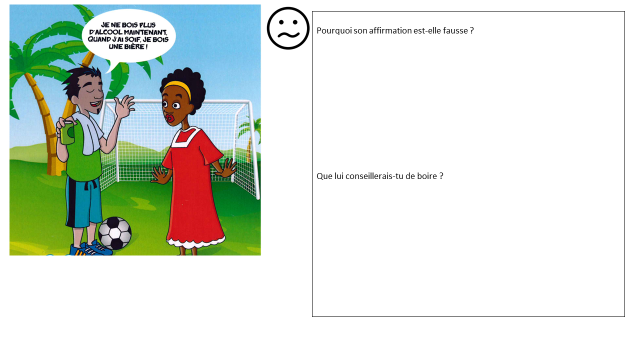 JE NE BOIS PLUS
D'ALCOOL MAINTENANT.
QUAND J'AI SOIF, JE BOIS
UNE BIÈRE !
Pourquoi son affirmation est-elle fausse ?
Que lui conseillerais-tu de boire ?